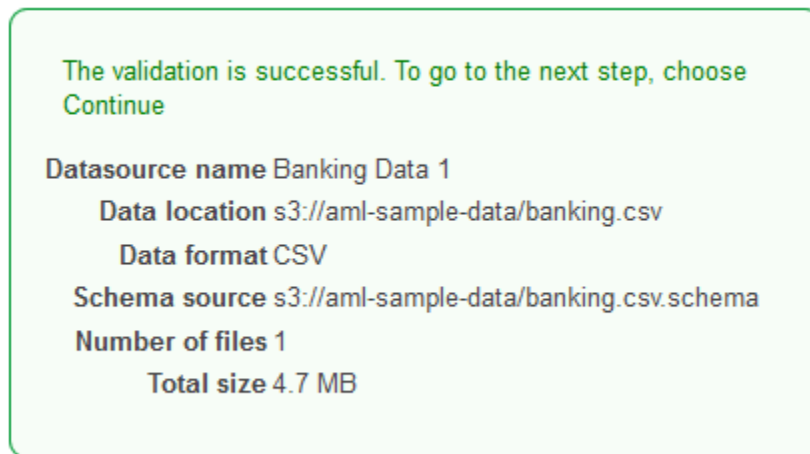 The validation is successful. To go to the next step, choose
Continue
Datasource name Banking Data 1
Data location s3://aml-sample-data/banking.csv
Data format CSV
Schema source s3://aml-sample-data/banking.csv.schema
Number of files 1
Total size 4.7 MB